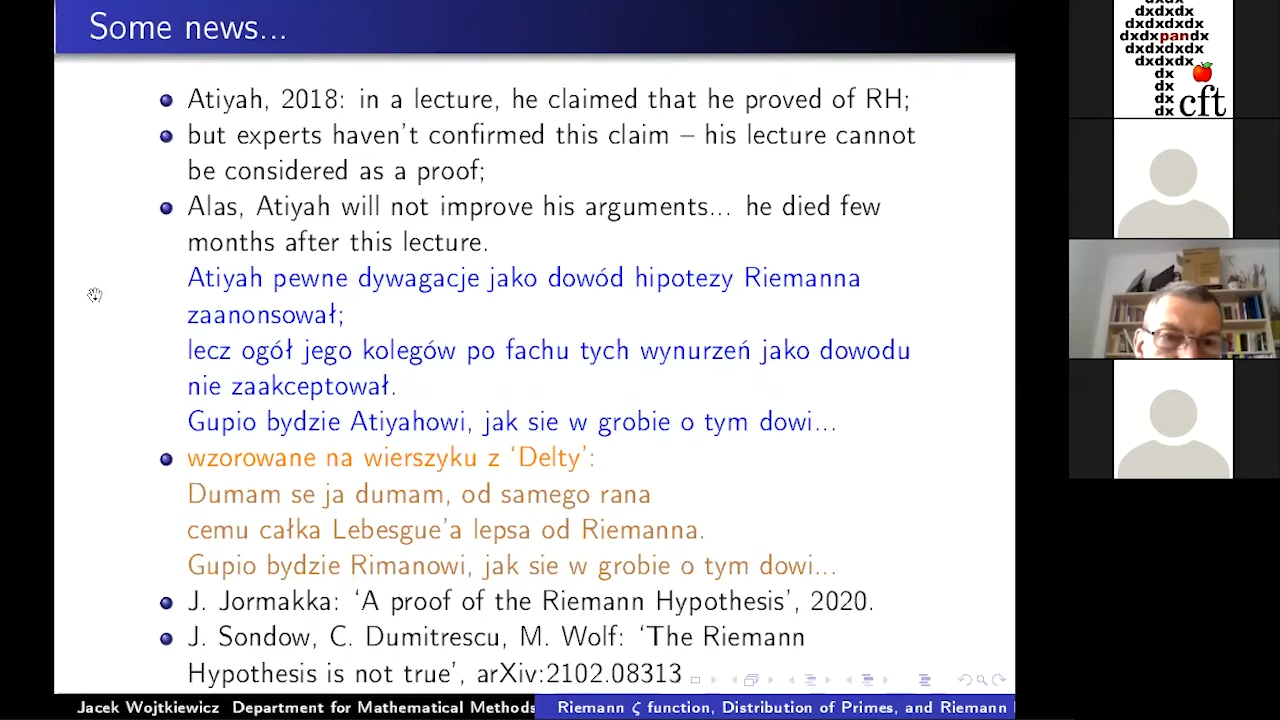 Some news...
Atiyah, 2018: in a lecture, he claimed that he proved of RH;
but experts haven't confirmed this claim – his lecture cannot
be considered as a proof;
Alas, Atiyah will not improve his arguments... he died few
months after this lecture.
Atiyah pewne dywagacje jako dowód hipotezy Riemanna
zaanonsował;
lecz ogół jego kolegów po fachu tych wynurzeń jako dowodu
nie zaakceptował.
Gupio bydzie Atiyahowi, jak sie w grobie o tym dowi...
wzorowane na wierszyku z 'Delty':
Dumam se ja dumam, od samego rana
cemu całka Lebesgue'a lepsa od Riemanna.
Gupio bydzie Rimanowi, jak sie w grobie o tym dowi...
J. Jormakka: 'A proof of the Riemann Hypothesis', 2020.
J. Sondow, C. Dumitrescu, M. Wolf: 'The Riemann
Hypothesis is not true', arXiv:2102.08313
Jacek Wojtkiewicz Department for Mathematical Methods
Riemann ζ function, Distribution of Primes, and Riemann
dxdxdx
dxdxdx
dxdxdxdx
dxdxpandx
dxdxdxdx
dxdxdx
dx
dx
dx
dx cft